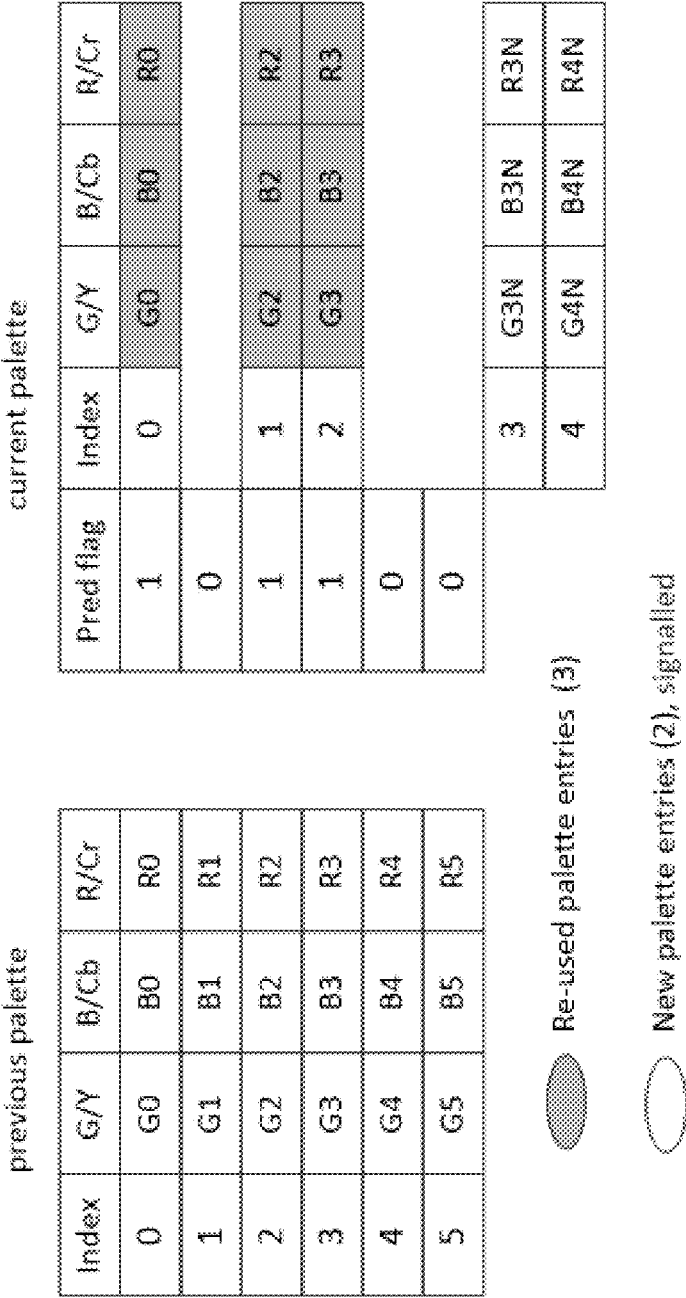 previous palette
Index G/Y B/Cb R/Cr
0 G0 B0 R0
1 G1 B1 R1
2 G2 B2 R2
3 G3 B3 R3
4 G4 B4 R4
5 G5 B5 R5
current palette
Pred flag Index G/Y B/Cb R/Cr
1 0 G0 B0 R0
0
1 1 G2 B2 R2
1 2 G3 B3 R3
0
0
3 G3N B3N R3N
4 G4N B4N R4N
Re-used palette entries (3)
New palette entries (2), signalled